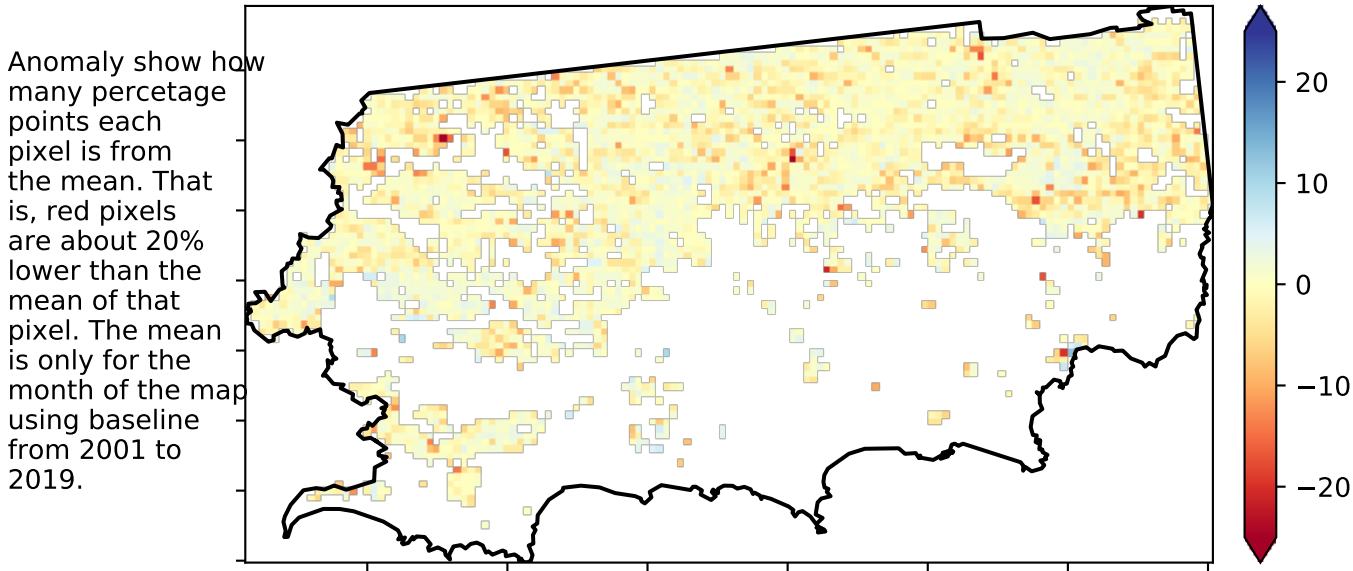 Anomaly show how
many percetage
points each
pixel is from
the mean. That
is, red pixels
are about 20%
lower than the
mean of that
pixel. The mean
is only for the
month of the map
using baseline
from 2001 to
2019.
20
10
0
−10
−20